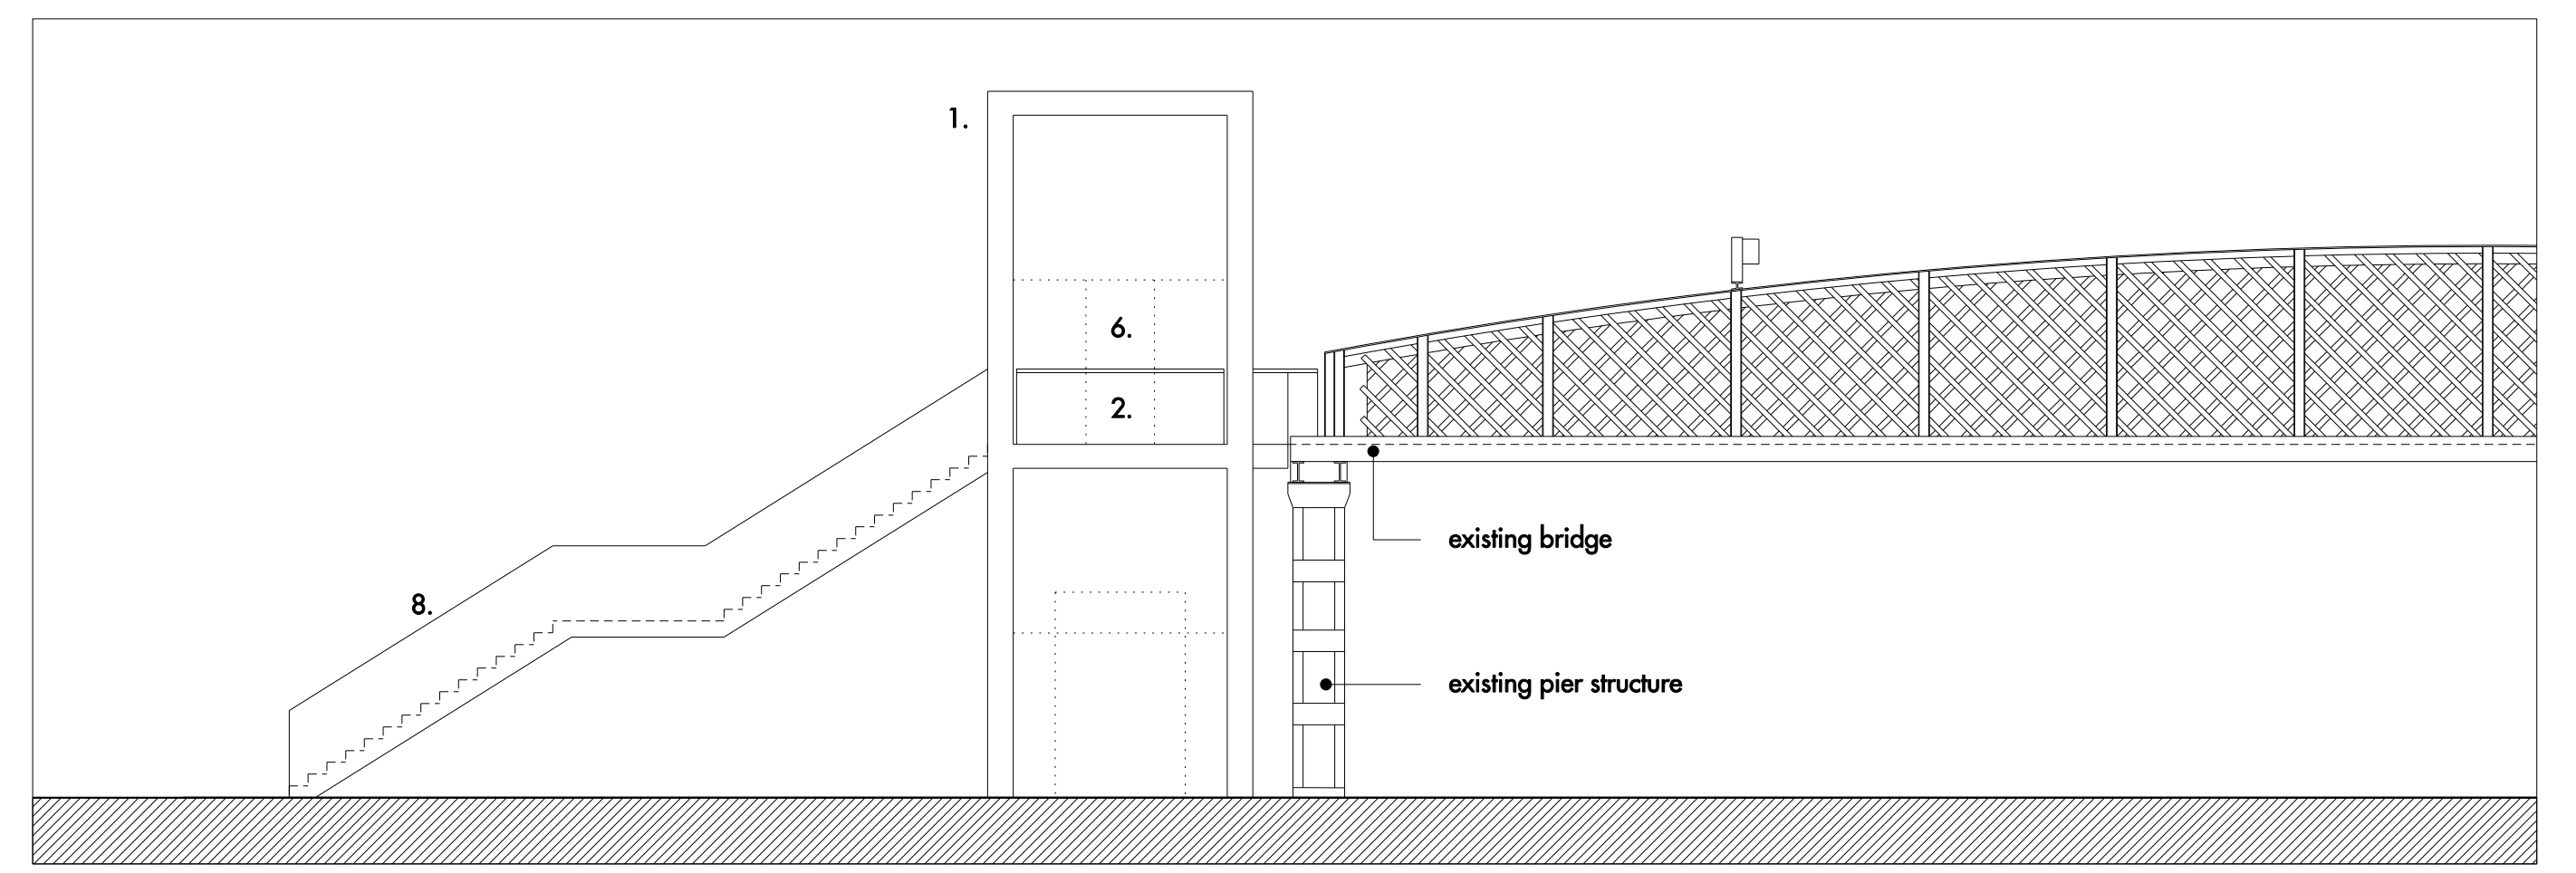 1.
6.
2.
existing bridge
8.
existing pier structure